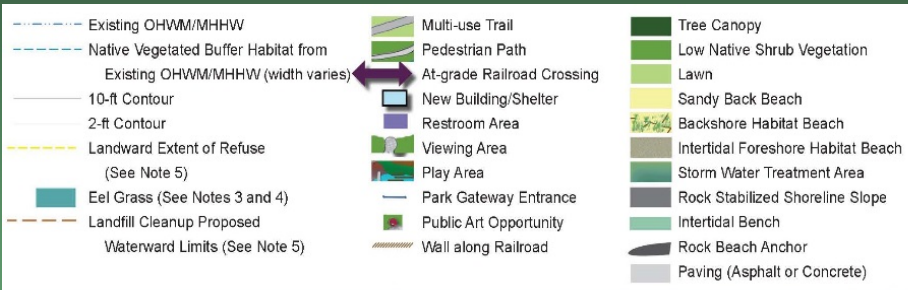 Existing OHWM/MHHW
Native Vegetated Buffer Habitat from
Existing OHWM/MHHW (width varies)
10-ft Contour
2-ft Contour
Landward Extent of Refuse
(See Note 5)
Eel Grass (See Notes 3 and 4)
Landfill Cleanup Proposed
Waterward Limits (See Note 5)
Multi-use Trail
Pedestrian Path
At-grade Railroad Crossing
New Building/Shelter
Restroom Area
Viewing Area
Play Area
Park Gateway Entrance
Public Art Opportunity
Wall along Railroad
Tree Canopy
Low Native Shrub Vegetation
Lawn
Sandy Back Beach
Backshore Habitat Beach
Intertidal Foreshore Habitat Beach
Storm Water Treatment Area
Rock Stabilized Shoreline Slope
Intertidal Bench
Rock Beach Anchor
Paving (Asphalt or Concrete)